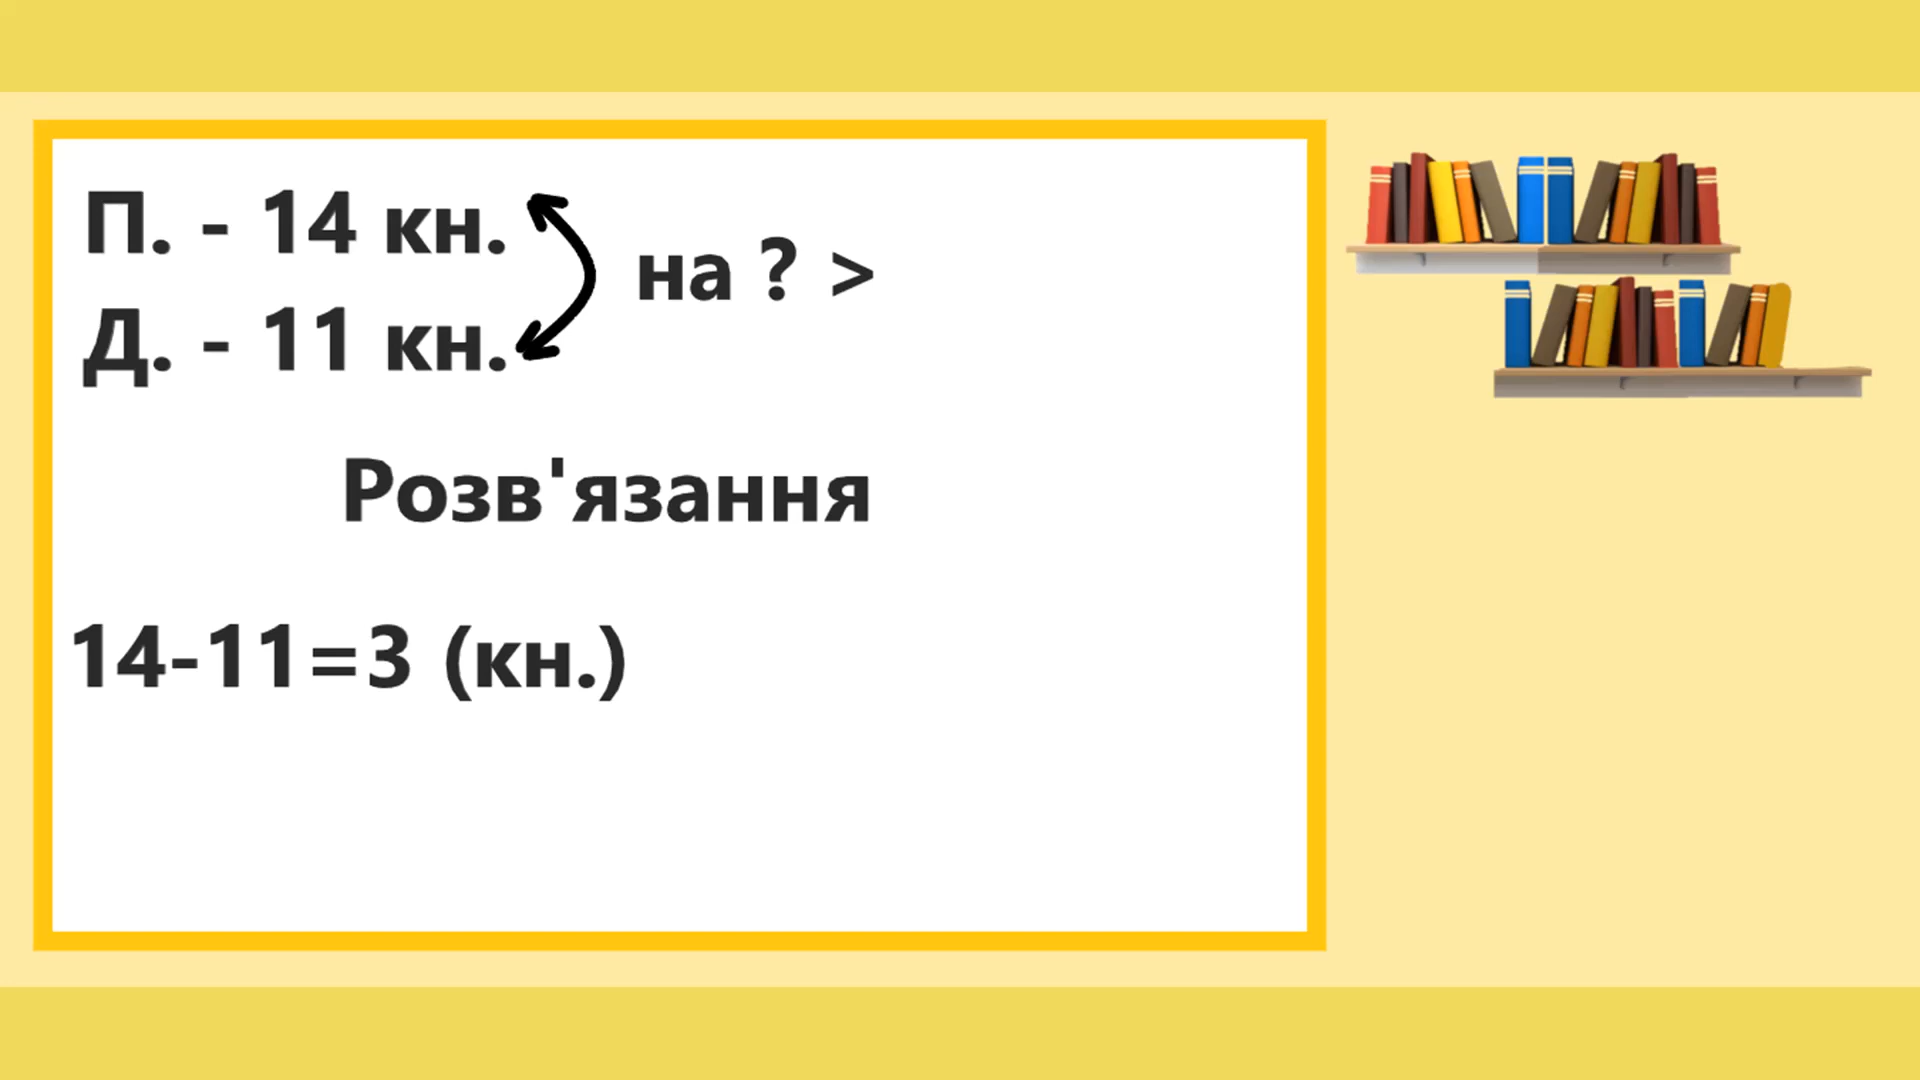 П. - 14 кн.
на ? >
Д. - 11 кн.
Розв'язання
14-11=3 (кн.)